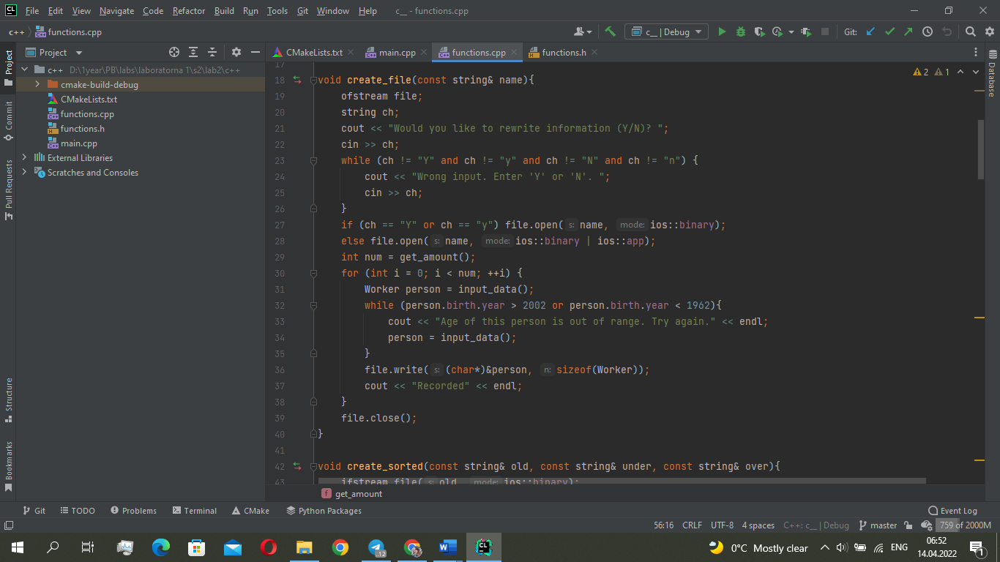 File Edit View Navigate Code Refactor Build Run Tools Git Window Help c__ - functions.cpp
c++ functions.cpp c__ | Debug Git:
Project CMakeLists.txt main.cpp functions.cpp functions.h
c++ D:\1year\PB\labs\laboratorna 1\s2\lab2\c++
cmake-build-debug
CMakeLists.txt
functions.cpp
functions.h
main.cpp
External Libraries
Scratches and Consoles
Project
Commit
Pull Requests
Structure
Bookmarks
Database
2 1
17
18 void create_file(const string& name){
19 ofstream file;
20 string ch;
21 cout << "Would you like to rewrite information (Y/N)? ";
22 cin >> ch;
23 while (ch != "Y" and ch != "y" and ch != "N" and ch != "n") {
24 cout << "Wrong input. Enter 'Y' or 'N'. ";
25 cin >> ch;
26 }
27 if (ch == "Y" or ch == "y") file.open( s: name, mode: ios::binary);
28 else file.open( s: name, mode: ios::binary | ios::app);
29 int num = get_amount();
30 for (int i = 0; i < num; ++i) {
31 Worker person = input_data();
32 while (person.birth.year > 2002 or person.birth.year < 1962){
33 cout << "Age of this person is out of range. Try again." << endl;
34 person = input_data();
35 }
36 file.write( s: (char*)&person, n: sizeof(Worker));
37 cout << "Recorded" << endl;
38 }
39 file.close();
40 }
41
42 void create_sorted(const string& old, const string& under, const string& over){
43 ifstream file( s: old, mode: ios::binary);
f get_amount
Git TODO Problems Terminal CMake Python Packages Event Log
56:16 CRLF UTF-8 4 spaces C++: c__ | Debug master 759 of 2000M
0°C Mostly clear ENG 06:52
14.04.2022
12
1